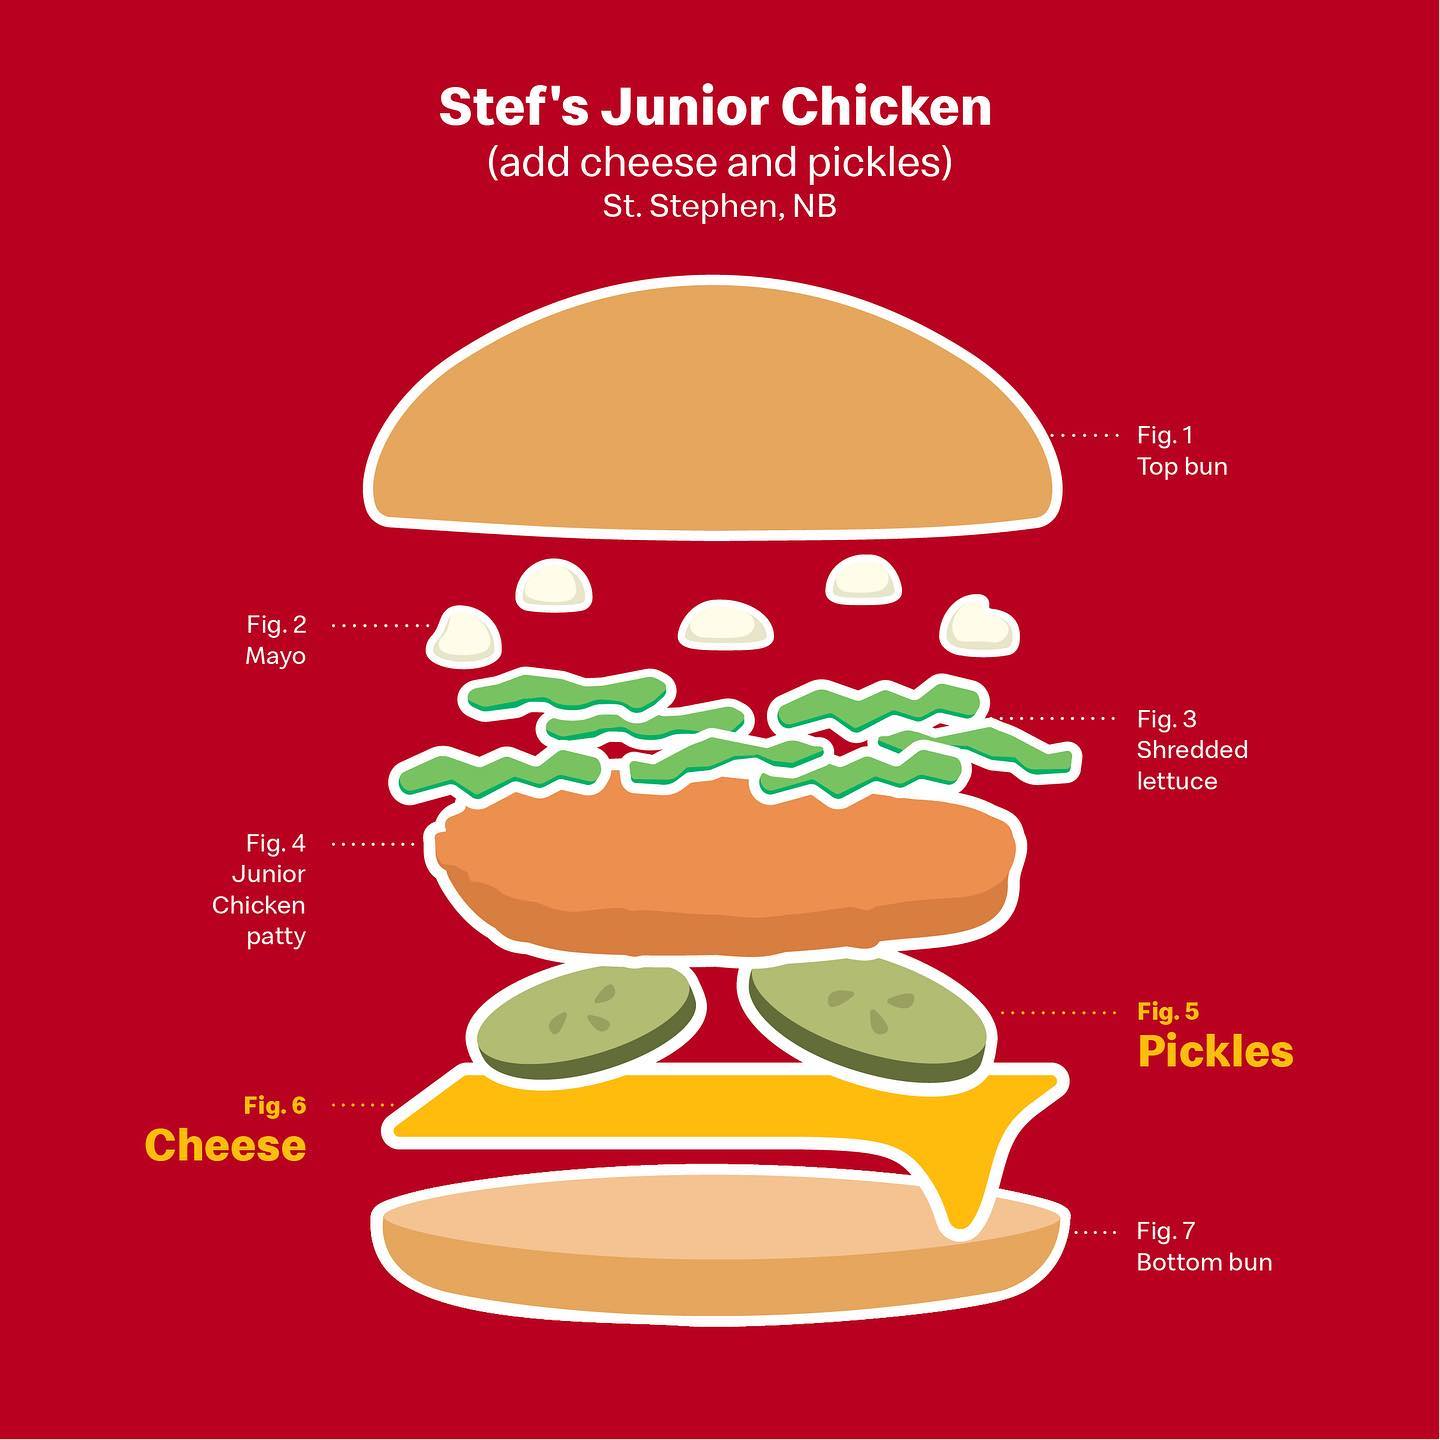 Stef's Junior Chicken
(add cheese and pickles)
St. Stephen, NB
Fig. 1
Top bun
Fig. 2
Mayo
Fig. 3
Shredded
lettuce
Fig. 4
Junior
Chicken
patty
Fig. 5
Pickles
Fig. 6
Cheese
Fig. 7
Bottom bun